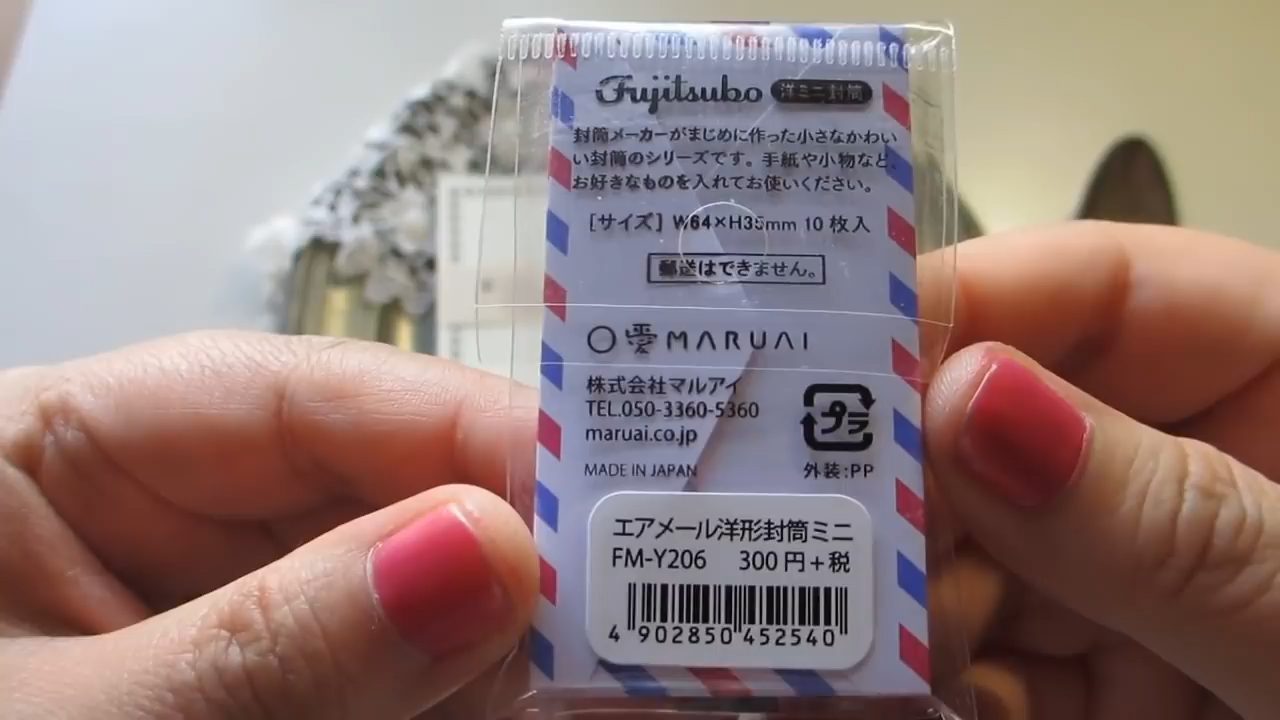 Fujitsubo 洋ミニ封筒
封筒メーカーがまじめに作った小さなかわい
い封筒のシリーズです。手紙や小物など、
お好きなものを入れてお使いください。
[サイズ] W64×H35mm 10枚入
郵送はできません。
○愛 MARUAI
株式会社マルアイ
TEL.050-3360-5360
maruai.co.jp
プラ
MADE IN JAPAN 外装:PP
エアメール洋形封筒ミニ
FM-Y206 300円+税
4 902850 452540